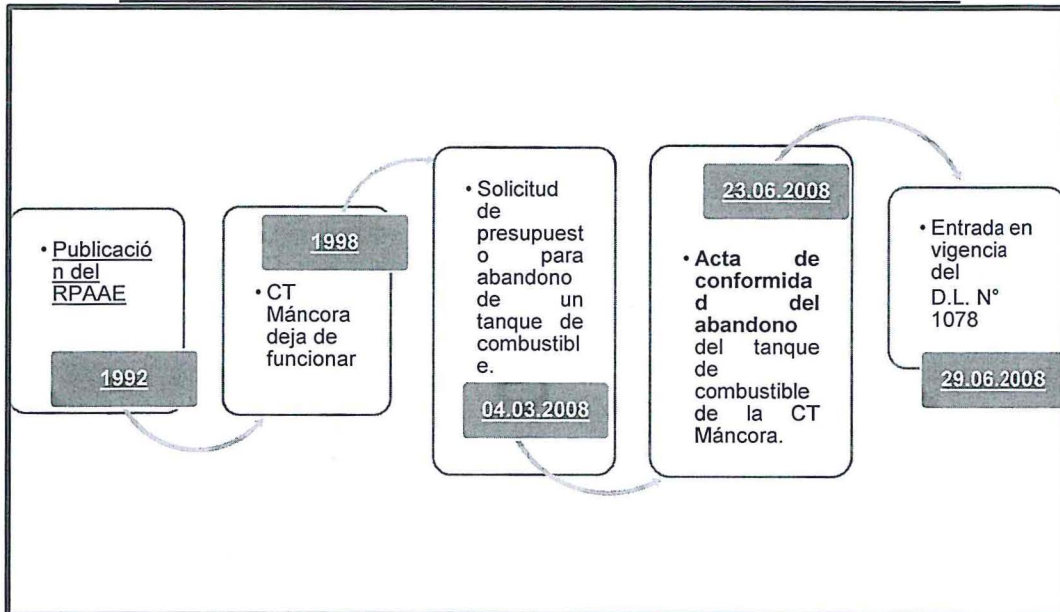 • Publicació
n del
RPAAE
1992
1998
• CT
Máncora
deja de
funcionar
• Solicitud
de
presupuest
o para
abandono
de un
tanque de
combustibl
e.
04.03.2008
23.06.2008
• Acta de
conformida
d del
abandono
del tanque
de
combustible
de la CT
Máncora.
• Entrada en
vigencia
del
D.L. N°
1078
29.06.2008